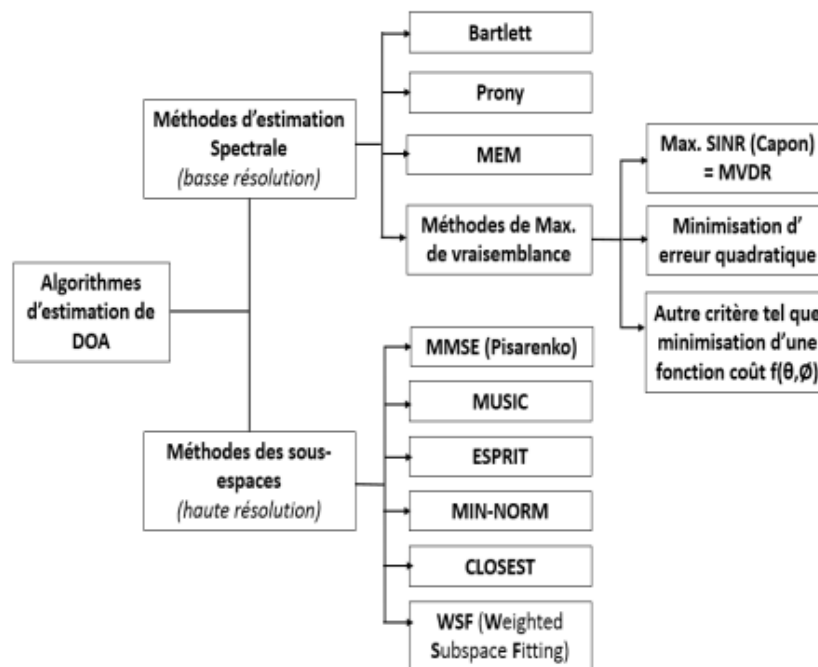 Algorithmes
d'estimation de
DOA
Méthodes d'estimation
Spectrale
(basse résolution)
Bartlett
Prony
MEM
Méthodes de Max.
de vraisemblance
Max. SINR (Capon)
= MVDR
Minimisation d'
erreur quadratique
Autre critère tel que
minimisation d'une
fonction coût f(θ,Ø)
Méthodes des sous-
espaces
(haute résolution)
MMSE (Pisarenko)
MUSIC
ESPRIT
MIN-NORM
CLOSEST
WSF (Weighted
Subspace Fitting)